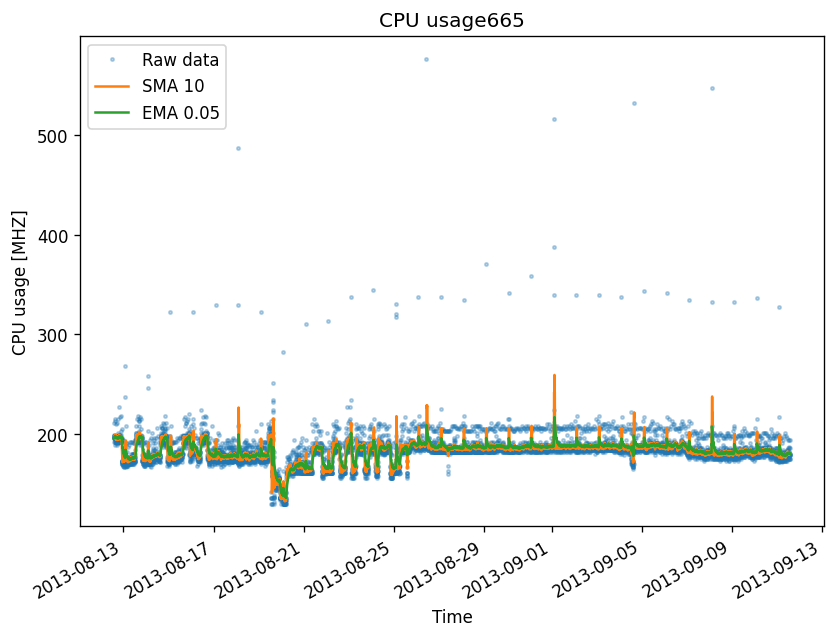 CPU usage665
Raw data
SMA 10
EMA 0.05
CPU usage [MHZ]
500
400
300
200
2013-08-13
2013-08-17
2013-08-21
2013-08-25
2013-08-29
2013-09-01
2013-09-05
2013-09-09
2013-09-13
Time